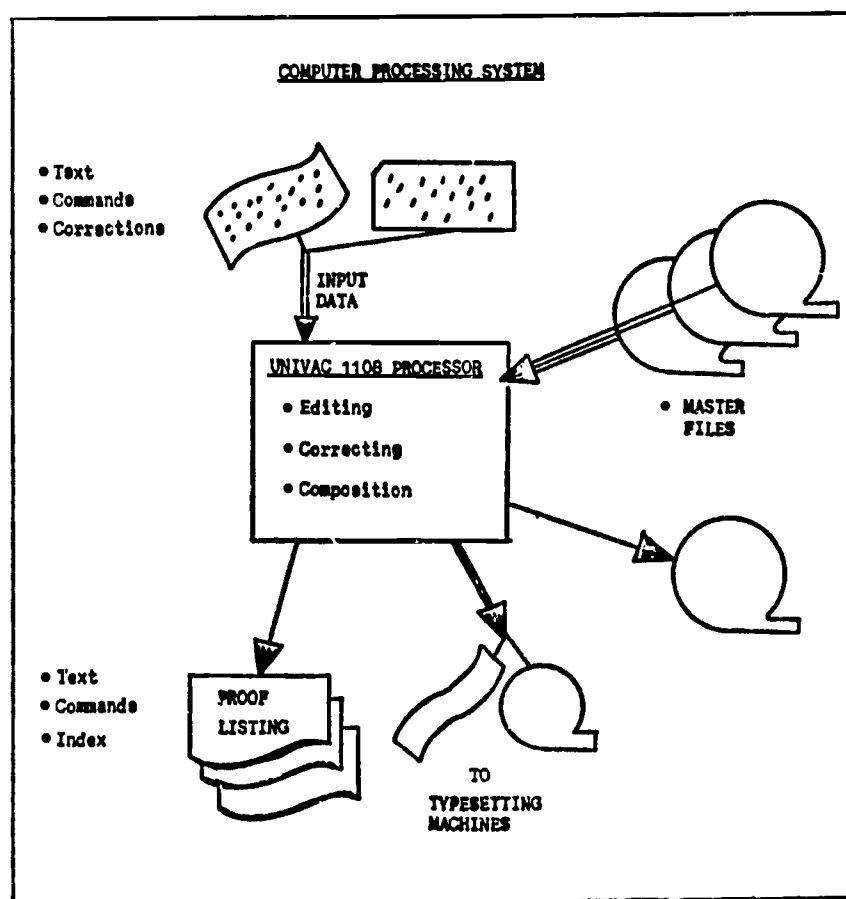 COMPUTER PROCESSING SYSTEM
• Text
• Commands
• Corrections
INPUT
DATA
UNIVAC 1108 PROCESSOR
• Editing
• Correcting
• Composition
• MASTER
FILES
• Text
• Commands
• Index
PROOF
LISTING
TO
TYPESETTING
MACHINES